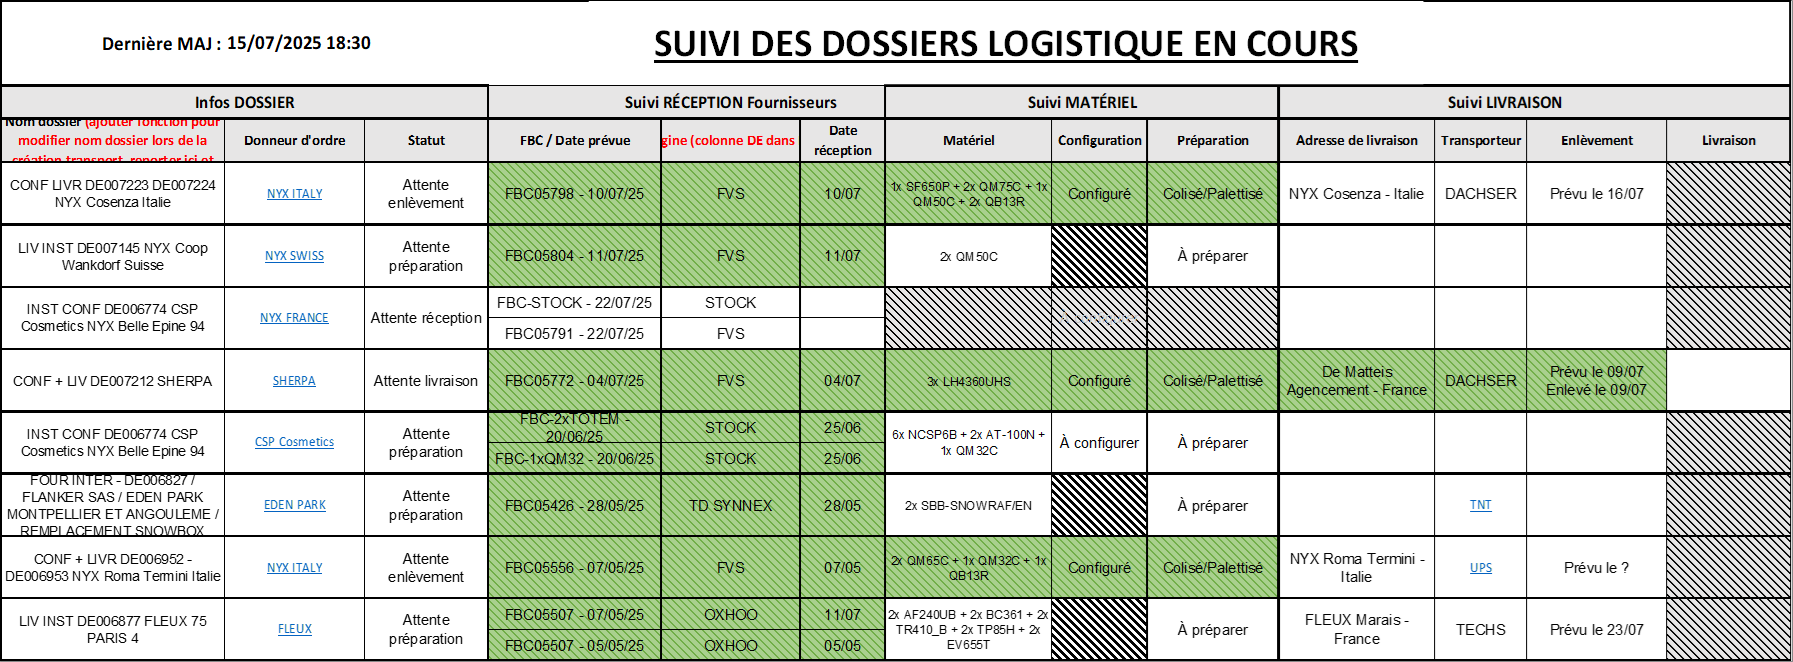 Dernière MAJ : 15/07/2025 18:30
SUIVI DES DOSSIERS LOGISTIQUE EN COURS
Infos DOSSIER
Suivi RÉCEPTION Fournisseurs
Suivi MATÉRIEL
Suivi LIVRAISON
Nom dossier (ajouter fonction pour
modifier nom dossier lors de la
création transport, reporter ici et
Donneur d'ordre
Statut
FBC / Date prévue
gine (colonne DE dans
Date
réception
Matériel
Configuration
Préparation
Adresse de livraison
Transporteur
Enlèvement
Livraison
CONF LIVR DE007223 DE007224
NYX Cosenza Italie
NYX ITALY
Attente
enlèvement
FBC05798 - 10/07/25
FVS
10/07
1x SF650P + 2x QM75C + 1x
QM50C + 2x QB13R
Configuré
Colisé/Palettisé
NYX Cosenza - Italie
DACHSER
Prévu le 16/07
LIV INST DE007145 NYX Coop
Wankdorf Suisse
NYX SWISS
Attente
préparation
FBC05804 - 11/07/25
FVS
11/07
2x QM50C
À préparer
INST CONF DE006774 CSP
Cosmetics NYX Belle Epine 94
NYX FRANCE
Attente réception
FBC-STOCK - 22/07/25
STOCK
FBC05791 - 22/07/25
FVS
CONF + LIV DE007212 SHERPA
SHERPA
Attente livraison
FBC05772 - 04/07/25
FVS
04/07
3x LH4360UHS
Configuré
Colisé/Palettisé
De Matteis
Agencement - France
DACHSER
Prévu le 09/07
Enlevé le 09/07
INST CONF DE006774 CSP
Cosmetics NYX Belle Epine 94
CSP Cosmetics
Attente
préparation
FBC-2xTOTEM -
20/06/25
STOCK
25/06
FBC-1xQM32 - 20/06/25
STOCK
25/06
6x NCSP6B + 2x AT-100N +
1x QM32C
À configurer
À préparer
FOUR INTER - DE006827 /
FLANKER SAS / EDEN PARK
MONTPELLIER ET ANGOULEME /
REMPLACEMENT SNOWBOX
EDEN PARK
Attente
préparation
FBC05426 - 28/05/25
TD SYNNEX
28/05
2x SBB-SNOWRAF/EN
À préparer
TNT
CONF + LIVR DE006952 -
DE006953 NYX Roma Termini Italie
NYX ITALY
Attente
enlèvement
FBC05556 - 07/05/25
FVS
07/05
2x QM65C + 1x QM32C + 1x
QB13R
Configuré
Colisé/Palettisé
NYX Roma Termini -
Italie
UPS
Prévu le ?
LIV INST DE006877 FLEUX 75
PARIS 4
FLEUX
Attente
préparation
FBC05507 - 07/05/25
OXHOO
11/07
FBC05507 - 05/05/25
OXHOO
05/05
2x AF240UB + 2x BC361 + 2x
TR410_B + 2x TP85H + 2x
EV655T
À préparer
FLEUX Marais -
France
TECHS
Prévu le 23/07